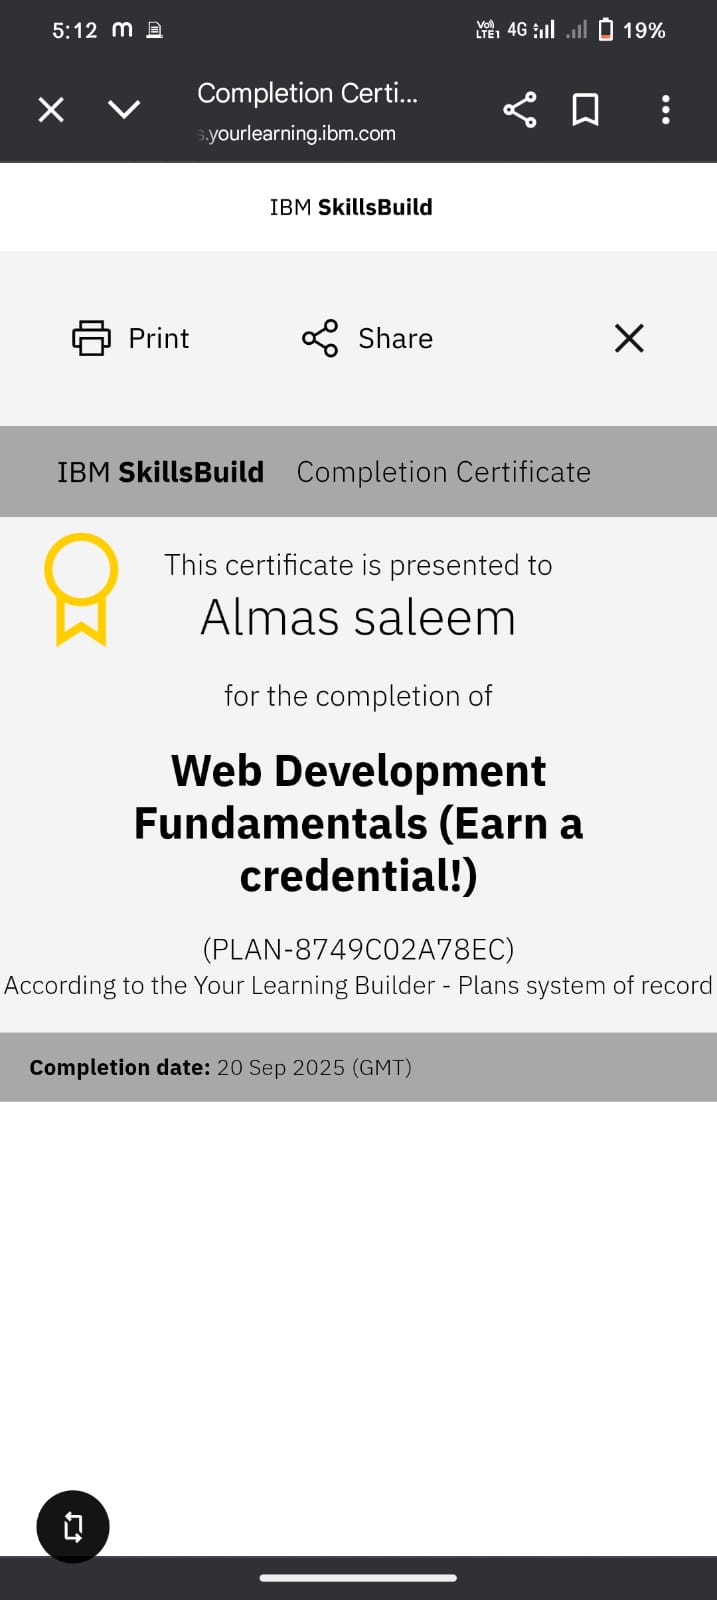 5:12 m
Vo) LTE1 4G 19%
Completion Certi...
s.yourlearning.ibm.com
IBM SkillsBuild
Print Share
IBM SkillsBuild Completion Certificate
This certificate is presented to
Almas saleem
for the completion of
Web Development
Fundamentals (Earn a
credential!)
(PLAN-8749C02A78EC)
According to the Your Learning Builder - Plans system of record
Completion date: 20 Sep 2025 (GMT)